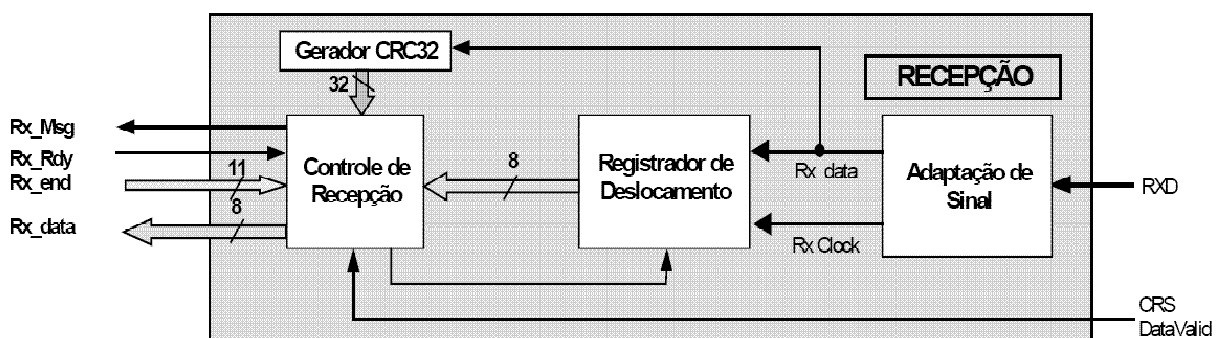 Gerador CRC32
RECEPÇÃO
32
Rx_Msg
Rx_Rdy
Rx_end
11
Rx_data
8
Controle de
Recepção
8
Registrador de
Deslocamento
Rx data
Rx Clock
Adaptação de
Sinal
RXD
CRS
DataValid